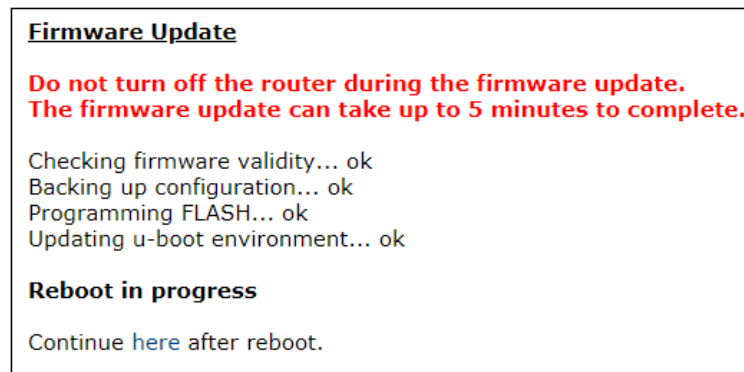 Firmware Update
Do not turn off the router during the firmware update.
The firmware update can take up to 5 minutes to complete.
Checking firmware validity... ok
Backing up configuration... ok
Programming FLASH... ok
Updating u-boot environment... ok
Reboot in progress
Continue here after reboot.